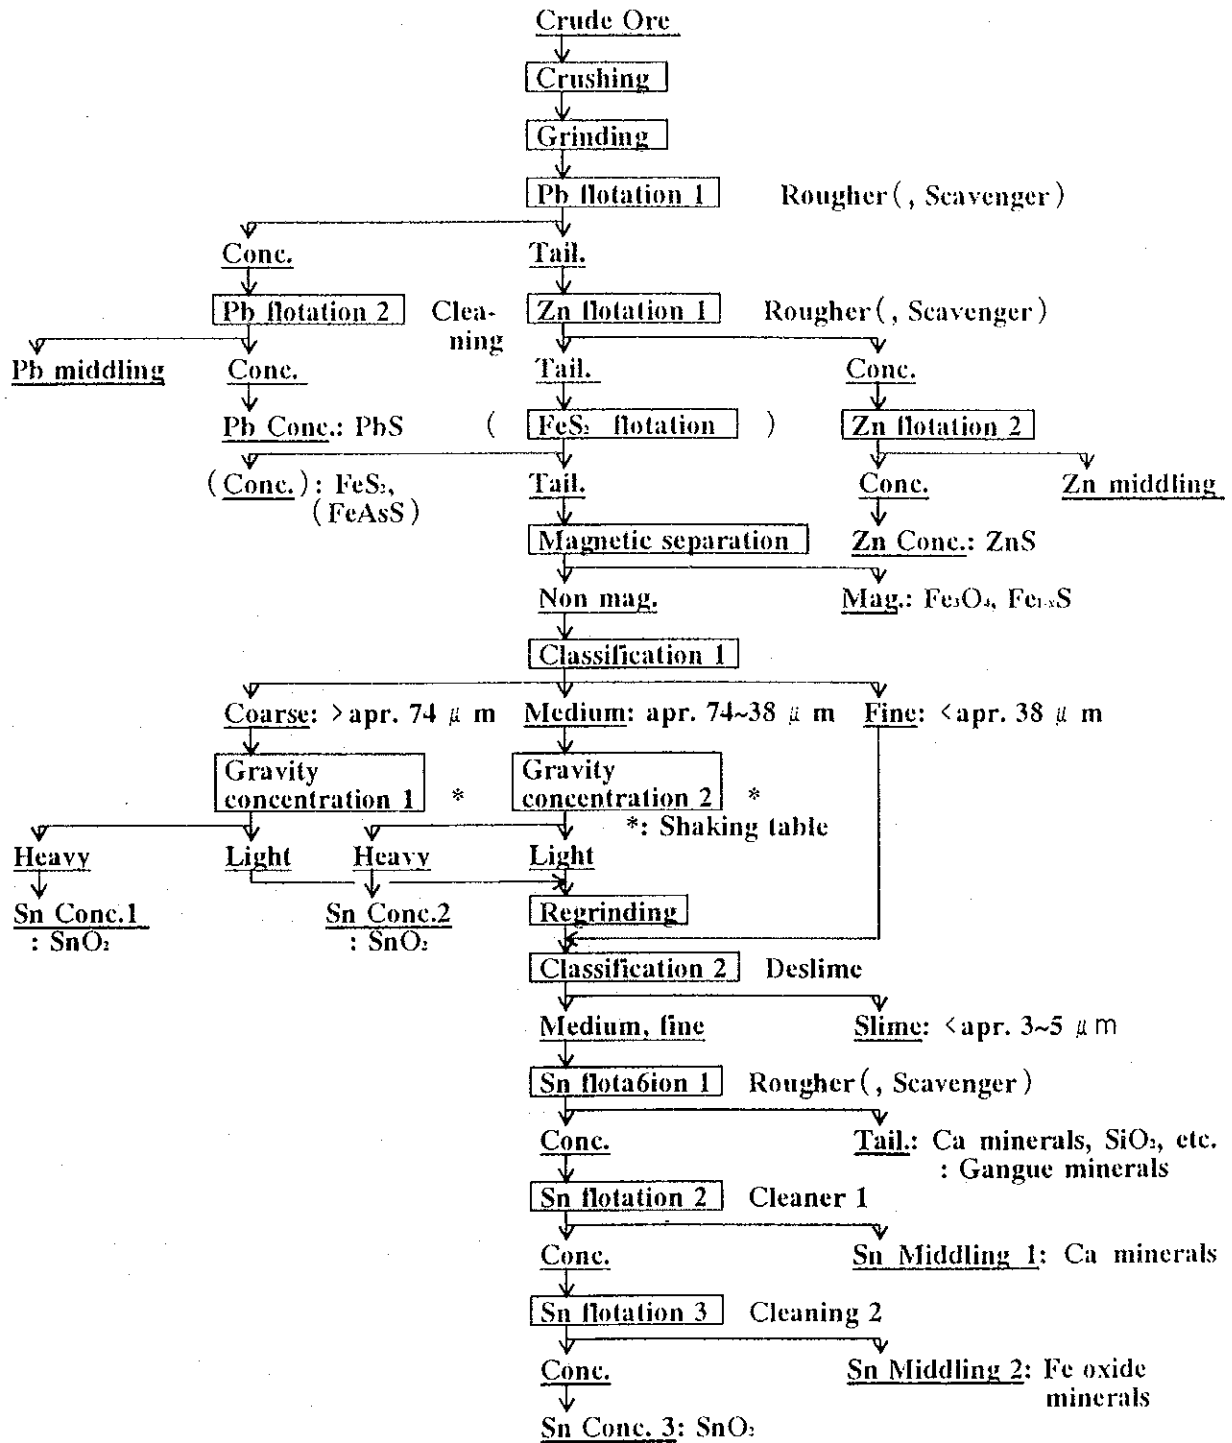 Crude Ore
Crushing
Grinding
Pb flotation 1 Rougher(, Scavenger)
Conc. Tail.
Pb flotation 2 Clea-
ning Zn flotation 1 Rougher(, Scavenger)
Pb middling Conc. Tail. Conc.
Pb Conc.: PbS ( FeS₂ flotation ) Zn flotation 2
(Conc.): FeS₂,
(FeAsS) Tail. Conc. Zn middling
Magnetic separation Zn Conc.: ZnS
Non mag. Mag.: Fe₃O₄, Fe₁₋ₓS
Classification 1
Coarse: >apr. 74 μm Medium: apr. 74~38 μm Fine: <apr. 38 μm
Gravity
concentration 1 * Gravity
concentration 2 *
*: Shaking table
Heavy Light Heavy Light
Sn Conc.1
: SnO₂ Sn Conc.2
: SnO₂ Regrinding
Classification 2 Deslime
Medium, fine Slime: <apr. 3~5 μm
Sn flota6ion 1 Rougher(, Scavenger)
Conc. Tail.: Ca minerals, SiO₂, etc.
: Gangue minerals
Sn flotation 2 Cleaner 1
Conc. Sn Middling 1: Ca minerals
Sn flotation 3 Cleaning 2
Conc. Sn Middling 2: Fe oxide
minerals
Sn Conc. 3: SnO₂